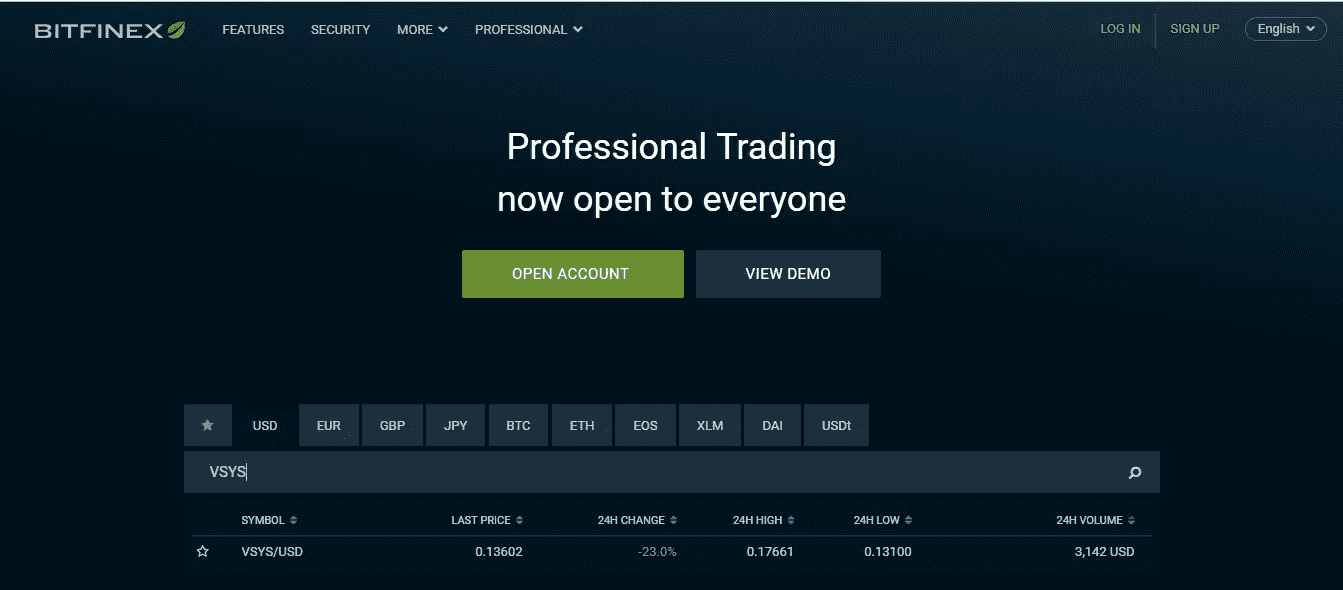 BITFINEX FEATURES SECURITY MORE PROFESSIONAL LOG IN SIGN UP English
Professional Trading
now open to everyone
OPEN ACCOUNT VIEW DEMO
USD EUR GBP JPY BTC ETH EOS XLM DAI USDt
VSYS
SYMBOL LAST PRICE 24H CHANGE 24H HIGH 24H LOW 24H VOLUME
VSYS/USD 0.13602 -23.0% 0.17661 0.13100 3,142 USD